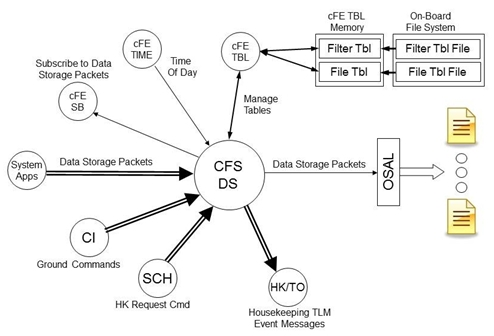 cFE TBL
Memory
On-Board
File System
Filter Tbl
Filter Tbl File
File Tbl
File Tbl File
cFE
TIME
Time
Of Day
cFE
TBL
Subscribe to Data
Storage Packets
cFE
SB
Manage
Tables
System
Apps
Data Storage Packets
CFS
DS
Data Storage Packets
OSAL
CI
Ground Commands
SCH
HK Request Cmd
HK/TO
Housekeeping TLM
Event Messages